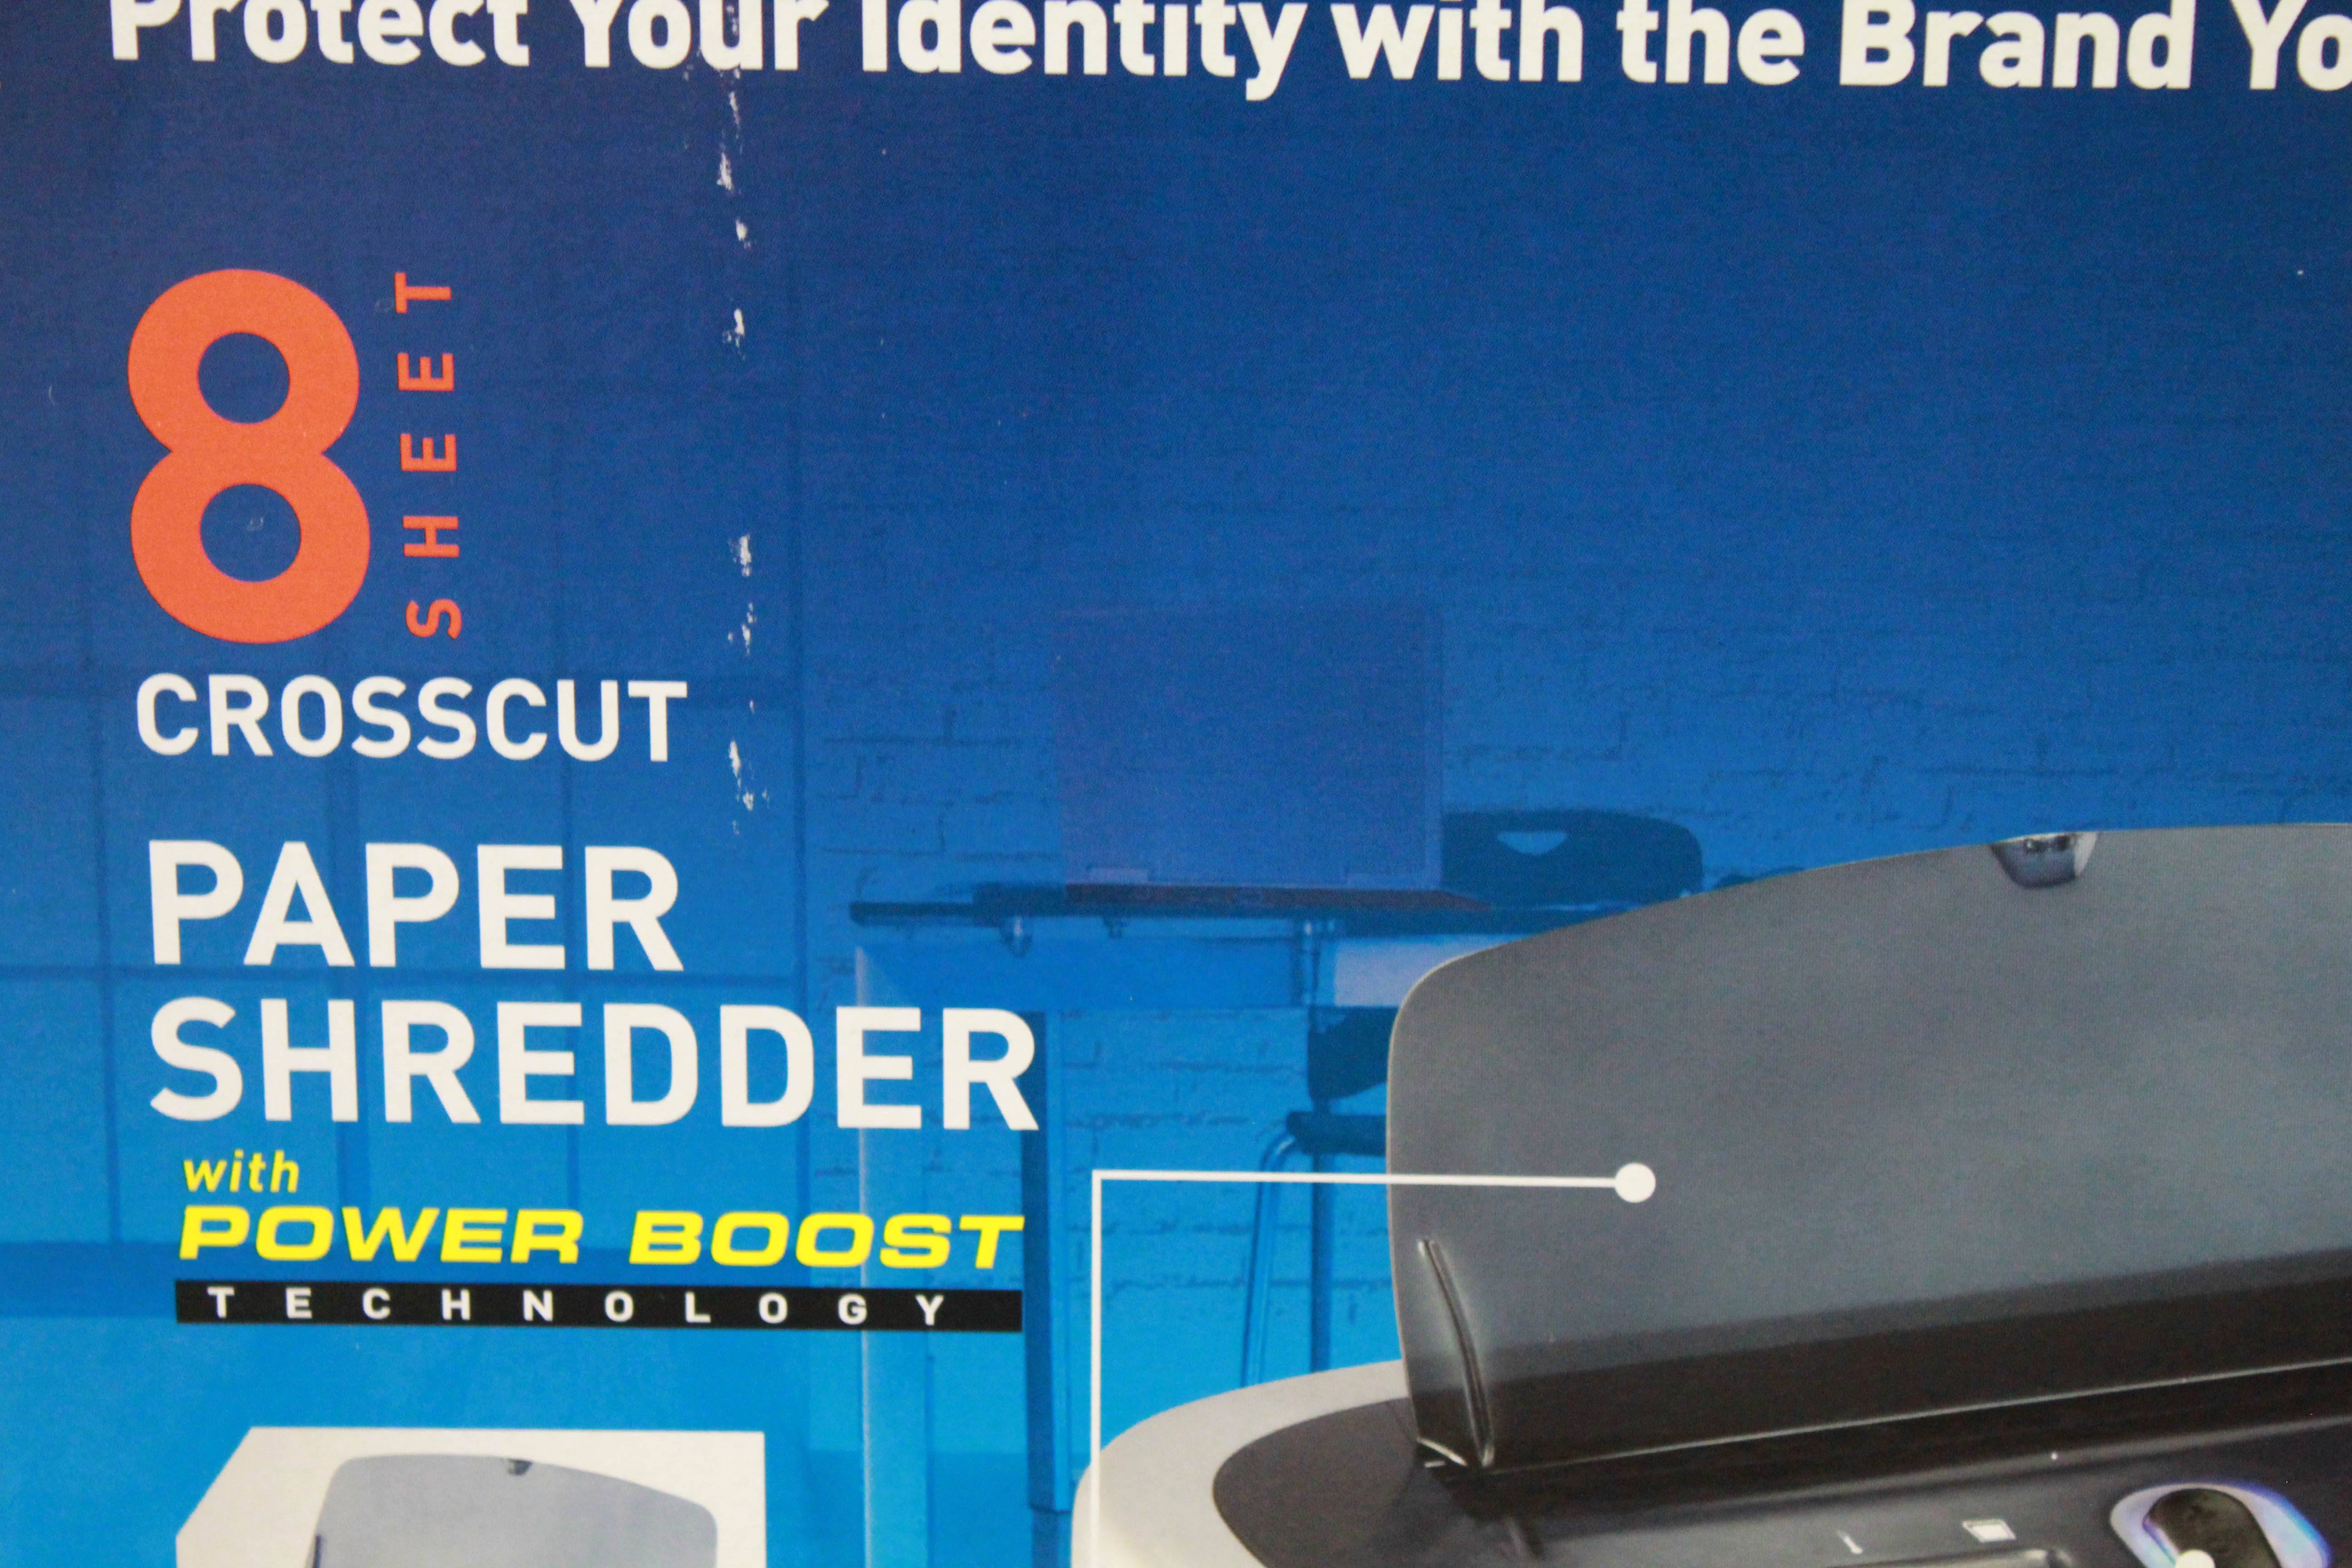 Protect Your Identity with the Brand Yo
8 SHEET
CROSSCUT
PAPER
SHREDDER
with
POWER BOOST
TECHNOLOGY